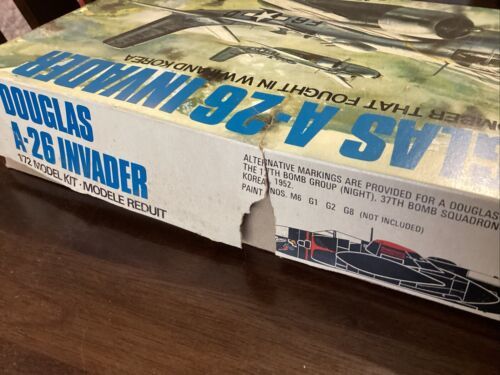 BOMBER THAT FOUGHT IN WWII AND KOREA
GLAS A-26 INVADER
DOUGLAS
A-26 INVADER
1/72 MODEL KIT · MODELE REDUIT
ALTERNATIVE MARKINGS ARE PROVIDED FOR A DOUGLAS
THE 17TH BOMB GROUP (NIGHT). 37TH BOMB SQUADRON
KOREA, 1952.
PAINT NOS. M6 G1 G2 G8 (NOT INCLUDED)